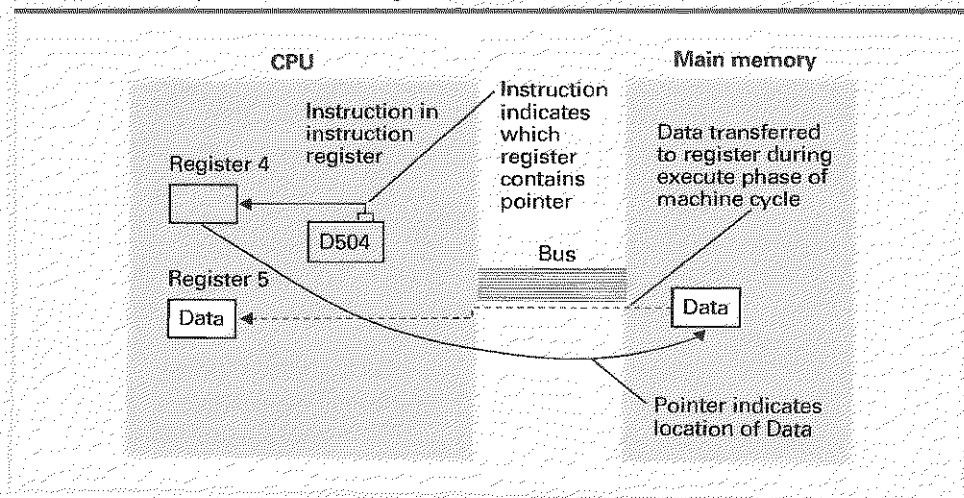 CPU
Main memory
Instruction in
instruction
register
Instruction
indicates
which
register
contains
pointer
Data transferred
to register during
execute phase of
machine cycle
Register 4
D504
Bus
Register 5
Data
Data
Pointer indicates
location of Data